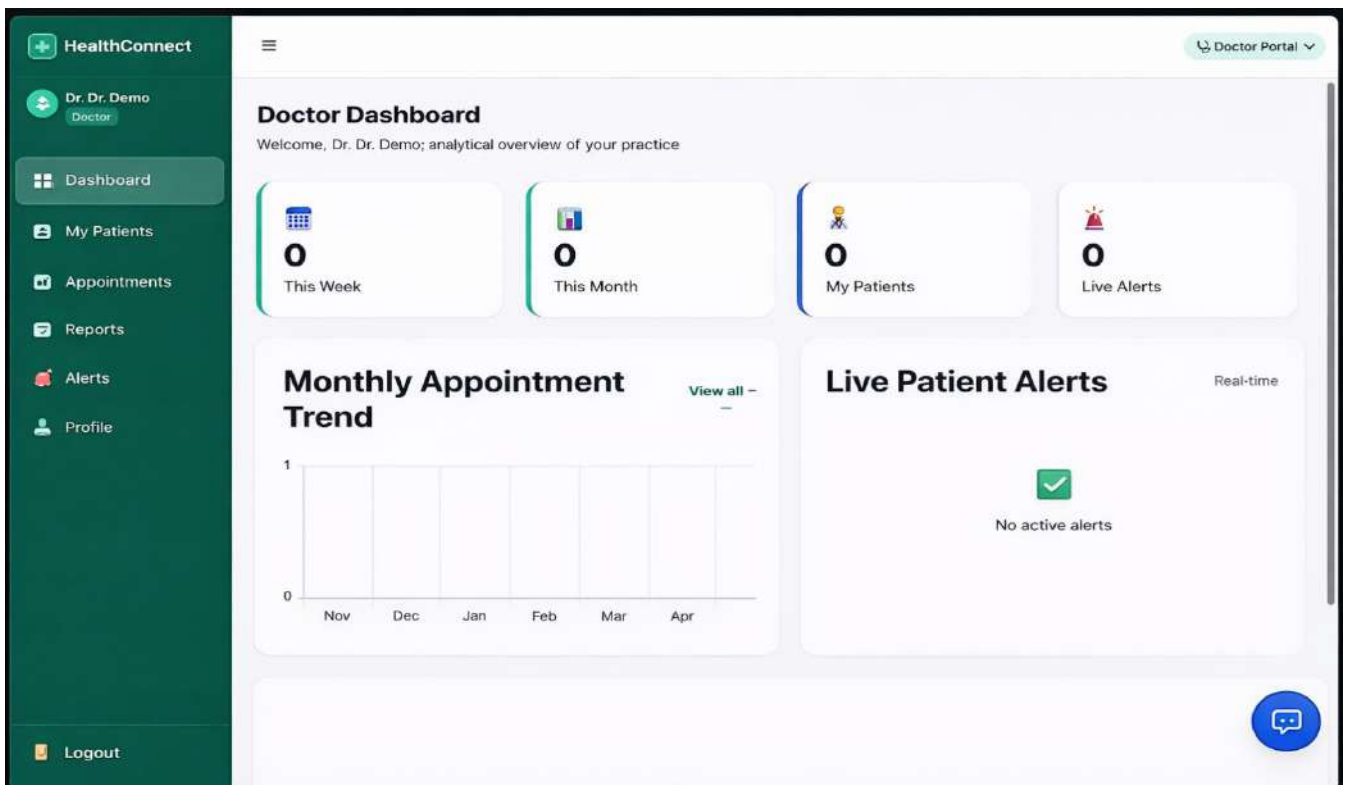 HealthConnect
Doctor Portal
Dr. Dr. Demo
Doctor
Dashboard
My Patients
Appointments
Reports
Alerts
Profile
Logout
Doctor Dashboard
Welcome, Dr. Dr. Demo; analytical overview of your practice
0
This Week
0
This Month
0
My Patients
0
Live Alerts
Monthly Appointment
Trend
View all –
—
1
0
Nov Dec Jan Feb Mar Apr
Live Patient Alerts
Real-time
No active alerts